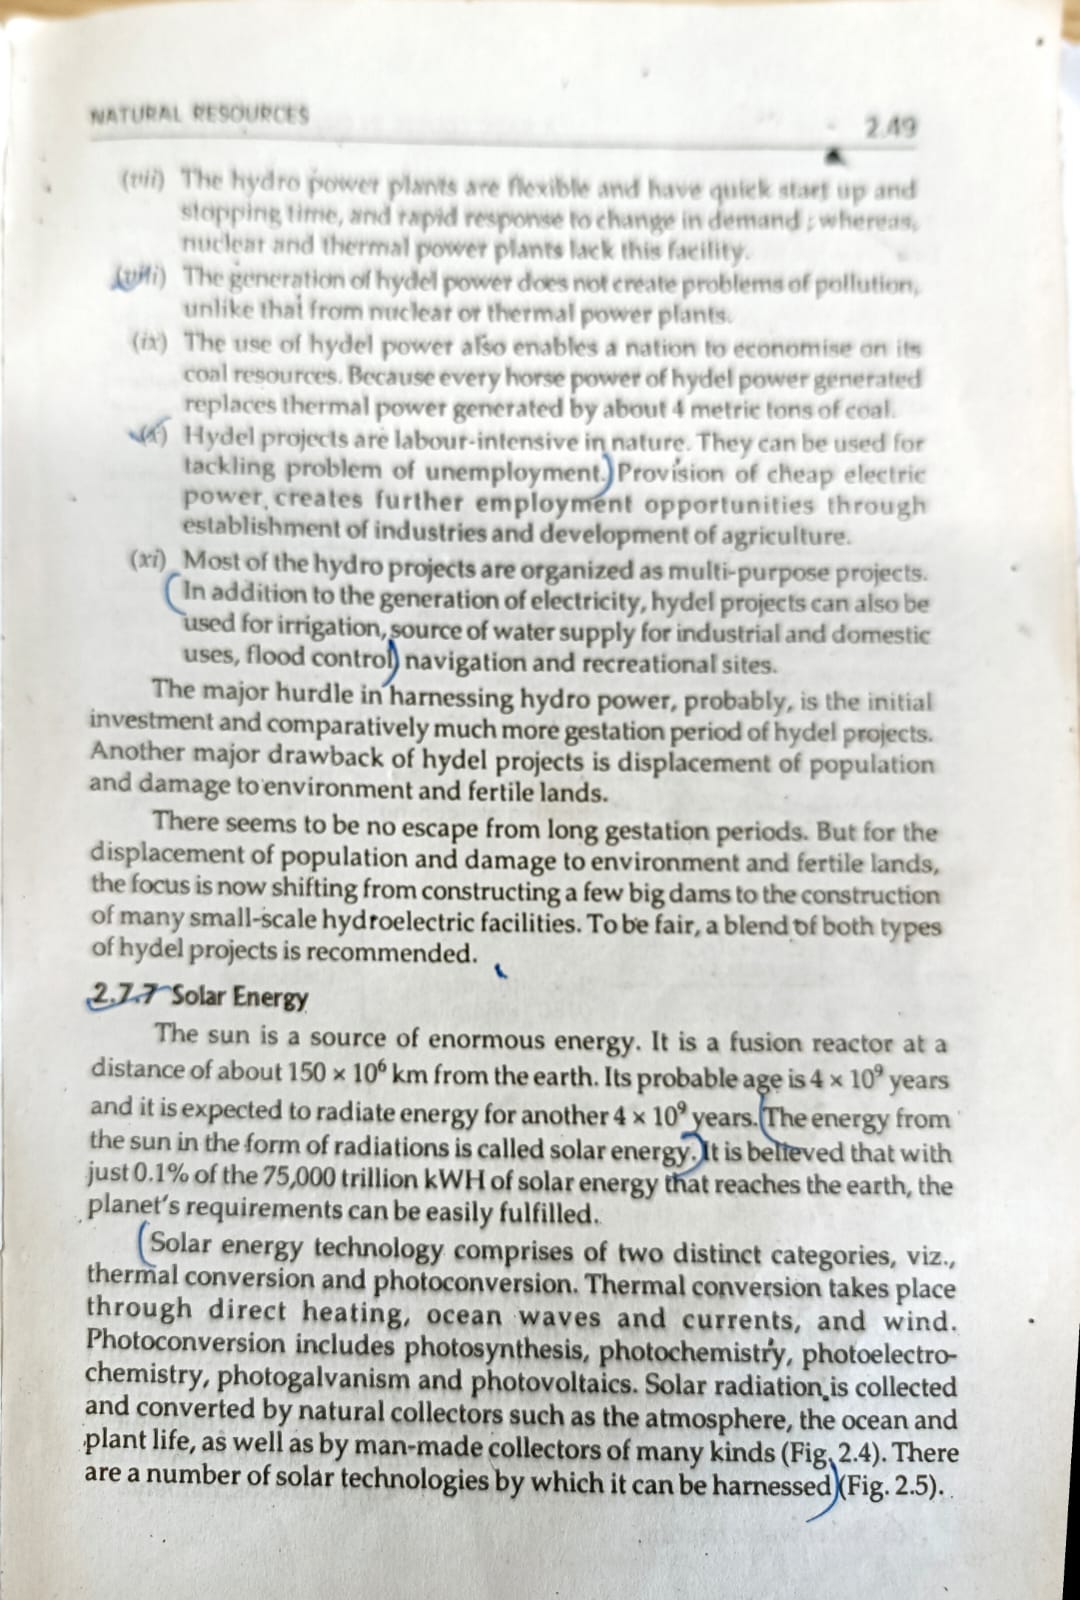 NATURAL RESOURCES
2.49
(vii) The hydro power plants are flexible and have quick start up and
stopping time, and rapid response to change in demand ; whereas,
nuclear and thermal power plants lack this facility.
(viii) The generation of hydel power does not create problems of pollution,
unlike that from nuclear or thermal power plants.
(ix) The use of hydel power also enables a nation to economise on its
coal resources. Because every horse power of hydel power generated
replaces thermal power generated by about 4 metric tons of coal.
(x) Hydel projects are labour-intensive in nature. They can be used for
tackling problem of unemployment. Provision of cheap electric
power creates further employment opportunities through
establishment of industries and development of agriculture.
(xi) Most of the hydro projects are organized as multi-purpose projects.
In addition to the generation of electricity, hydel projects can also be
used for irrigation, source of water supply for industrial and domestic
uses, flood control, navigation and recreational sites.
The major hurdle in harnessing hydro power, probably, is the initial
investment and comparatively much more gestation period of hydel projects.
Another major drawback of hydel projects is displacement of population
and damage to environment and fertile lands.
There seems to be no escape from long gestation periods. But for the
displacement of population and damage to environment and fertile lands,
the focus is now shifting from constructing a few big dams to the construction
of many small-scale hydroelectric facilities. To be fair, a blend of both types
of hydel projects is recommended.
2.7.7 Solar Energy
The sun is a source of enormous energy. It is a fusion reactor at a
distance of about 150 × 10⁶ km from the earth. Its probable age is 4 × 10⁹ years
and it is expected to radiate energy for another 4 × 10⁹ years. The energy from
the sun in the form of radiations is called solar energy. It is believed that with
just 0.1% of the 75,000 trillion kWH of solar energy that reaches the earth, the
planet's requirements can be easily fulfilled.
Solar energy technology comprises of two distinct categories, viz.,
thermal conversion and photoconversion. Thermal conversion takes place
through direct heating, ocean waves and currents, and wind.
Photoconversion includes photosynthesis, photochemistry, photoelectro-
chemistry, photogalvanism and photovoltaics. Solar radiation is collected
and converted by natural collectors such as the atmosphere, the ocean and
plant life, as well as by man-made collectors of many kinds (Fig. 2.4). There
are a number of solar technologies by which it can be harnessed (Fig. 2.5).